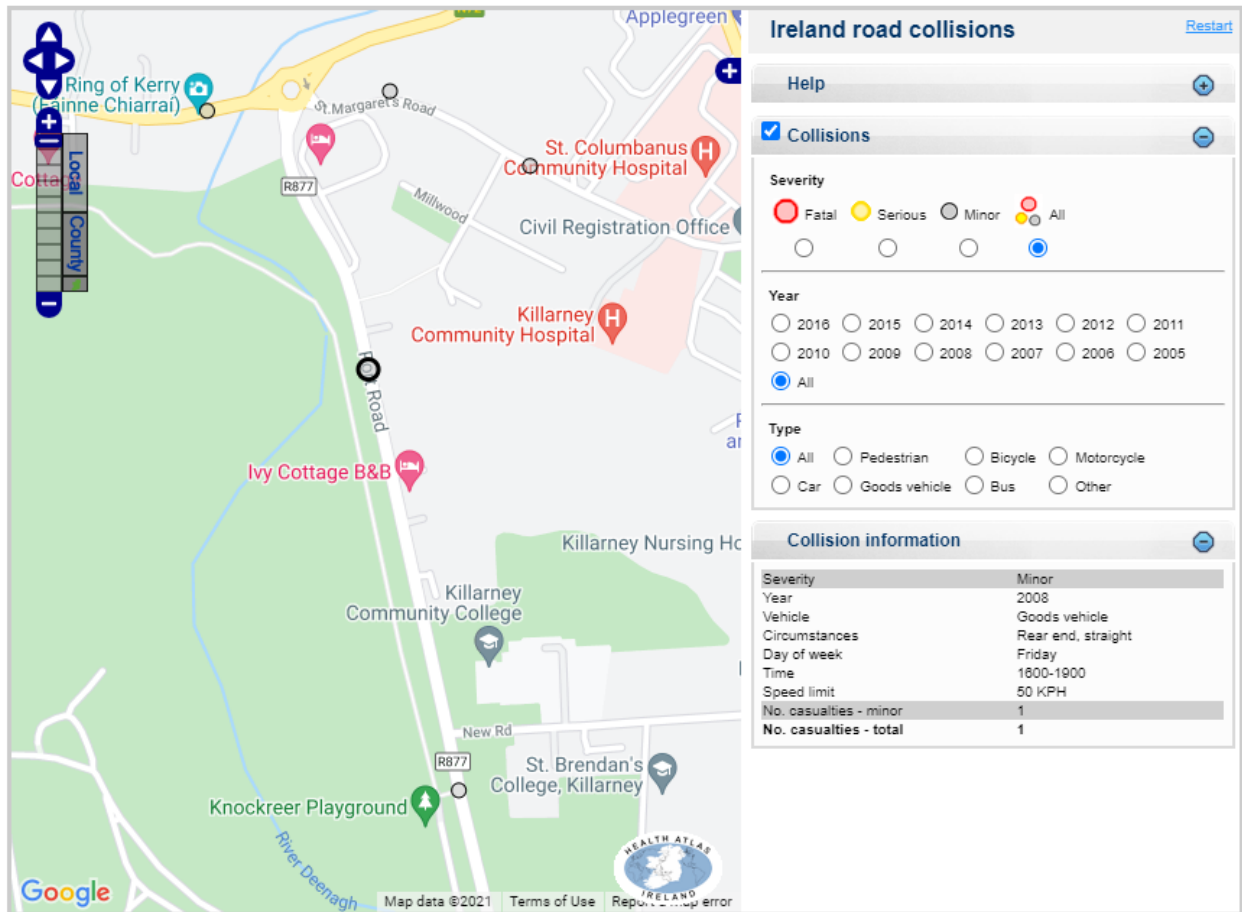 Applegreen
Ring of Kerry
(Fáinne Chiarraí)
St. Margaret's Road
St. Columbanus
Community Hospital
Local
County
R877
Millwood
Civil Registration Office
Killarney
Community Hospital
Road
Ivy Cottage B&B
Killarney Nursing Ho
Killarney
Community College
New Rd
R877
St. Brendan's
College, Killarney
Knockreer Playground
River Deenagh
HEALTH ATLAS
IRELAND
Google
Map data ©2021 Terms of Use Report a map error
Ireland road collisions Restart
Help
Collisions
Severity
Fatal Serious Minor All
Year
2016 2015 2014 2013 2012 2011
2010 2009 2008 2007 2006 2005
All
Type
All Pedestrian Bicycle Motorcycle
Car Goods vehicle Bus Other
Collision information
Severity Minor
Year 2008
Vehicle Goods vehicle
Circumstances Rear end, straight
Day of week Friday
Time 1600-1900
Speed limit 50 KPH
No. casualties - minor 1
No. casualties - total 1